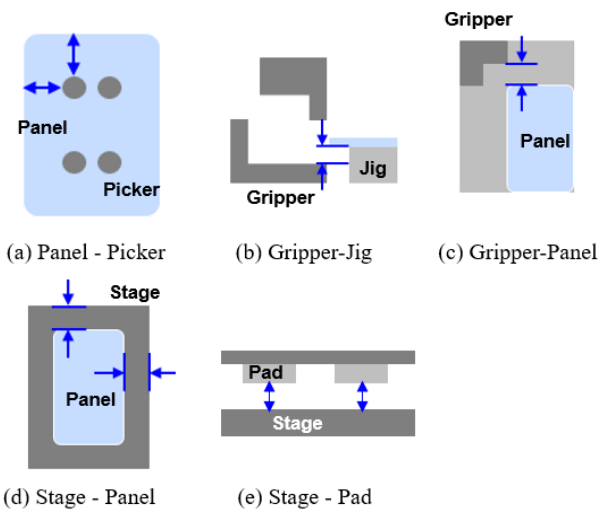 Panel
Picker
(a) Panel - Picker
Gripper
Jig
(b) Gripper-Jig
Gripper
Panel
(c) Gripper-Panel
Stage
Panel
(d) Stage - Panel
Pad
Stage
(e) Stage - Pad